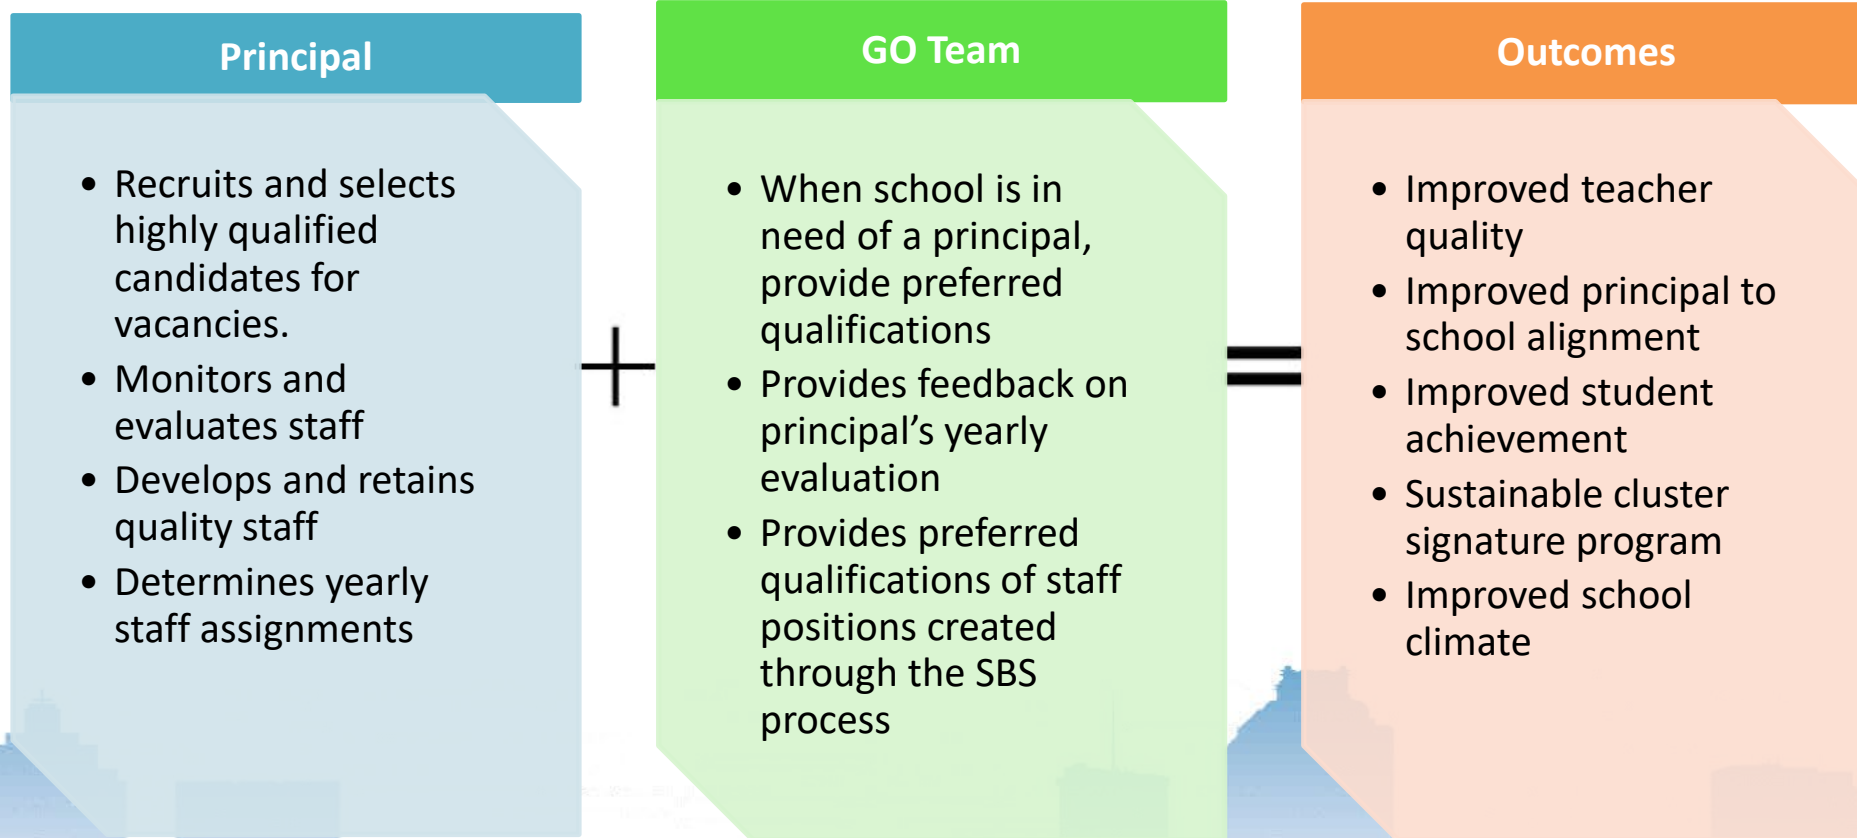 Principal
• Recruits and selects
highly qualified
candidates for
vacancies.
• Monitors and
evaluates staff
• Develops and retains
quality staff
• Determines yearly
staff assignments
+
GO Team
• When school is in
need of a principal,
provide preferred
qualifications
• Provides feedback on
principal’s yearly
evaluation
• Provides preferred
qualifications of staff
positions created
through the SBS
process
=
Outcomes
• Improved teacher
quality
• Improved principal to
school alignment
• Improved student
achievement
• Sustainable cluster
signature program
• Improved school
climate